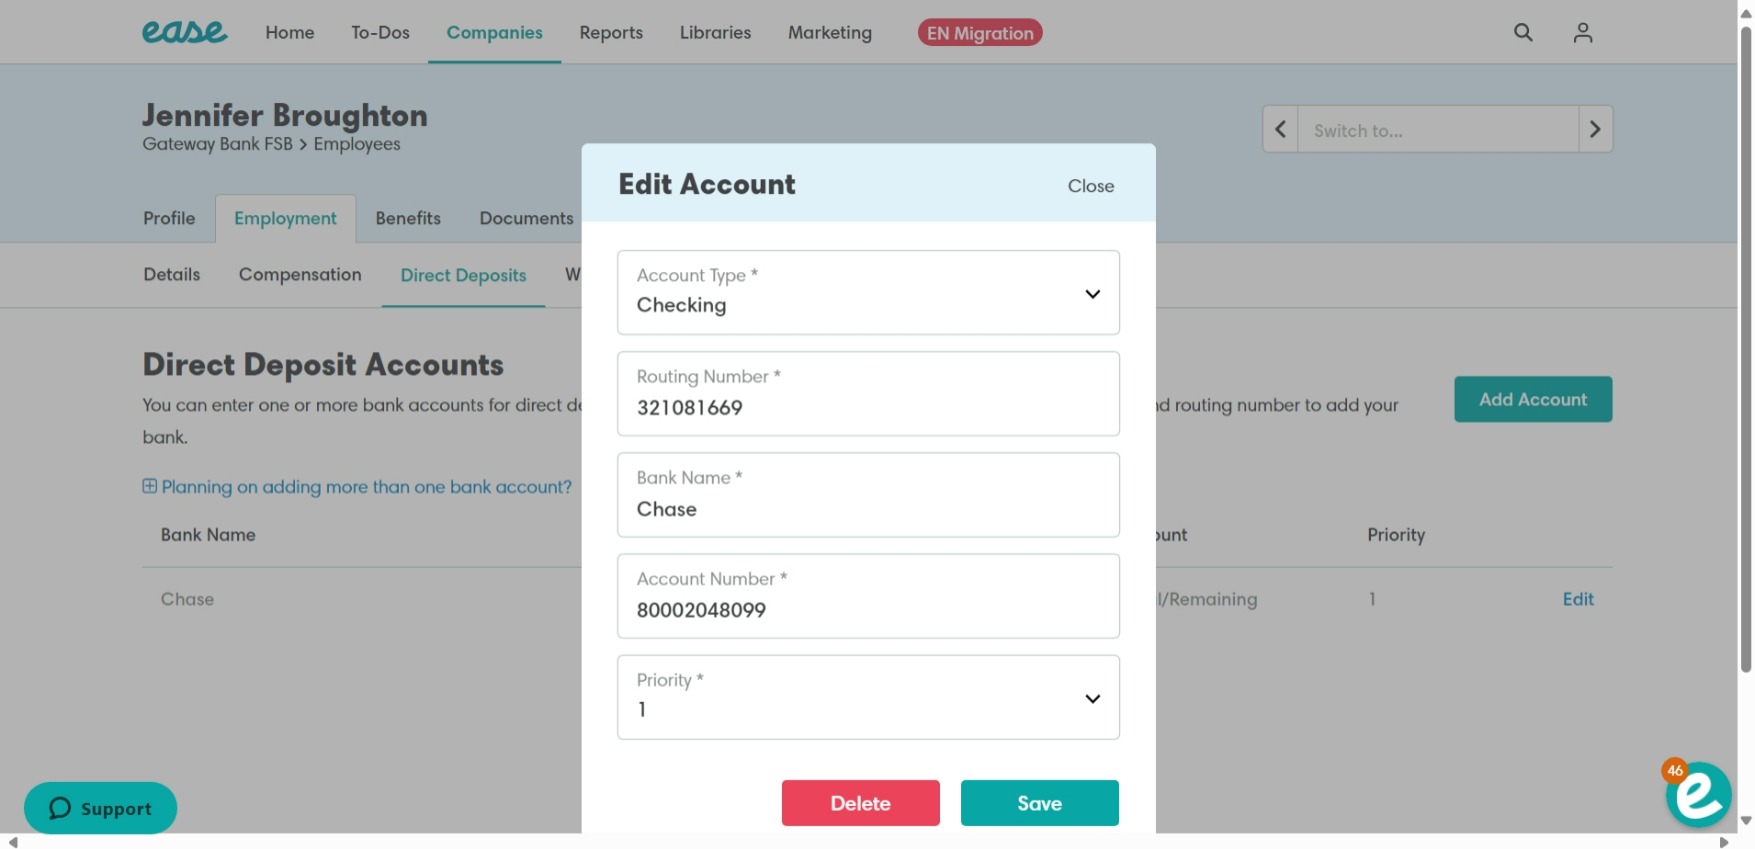 ease
Home
To-Dos
Companies
Reports
Libraries
Marketing
EN Migration
Jennifer Broughton
Gateway Bank FSB > Employees
Switch to...
Profile
Employment
Benefits
Documents
Details
Compensation
Direct Deposits
W
Direct Deposit Accounts
You can enter one or more bank accounts for direct de
nd routing number to add your
bank.
Add Account
Planning on adding more than one bank account?
Bank Name
ount
Priority
Chase
l/Remaining
1
Edit
Edit Account
Close
Account Type *
Checking
Routing Number *
321081669
Bank Name *
Chase
Account Number *
80002048099
Priority *
1
Delete
Save
Support
46
e